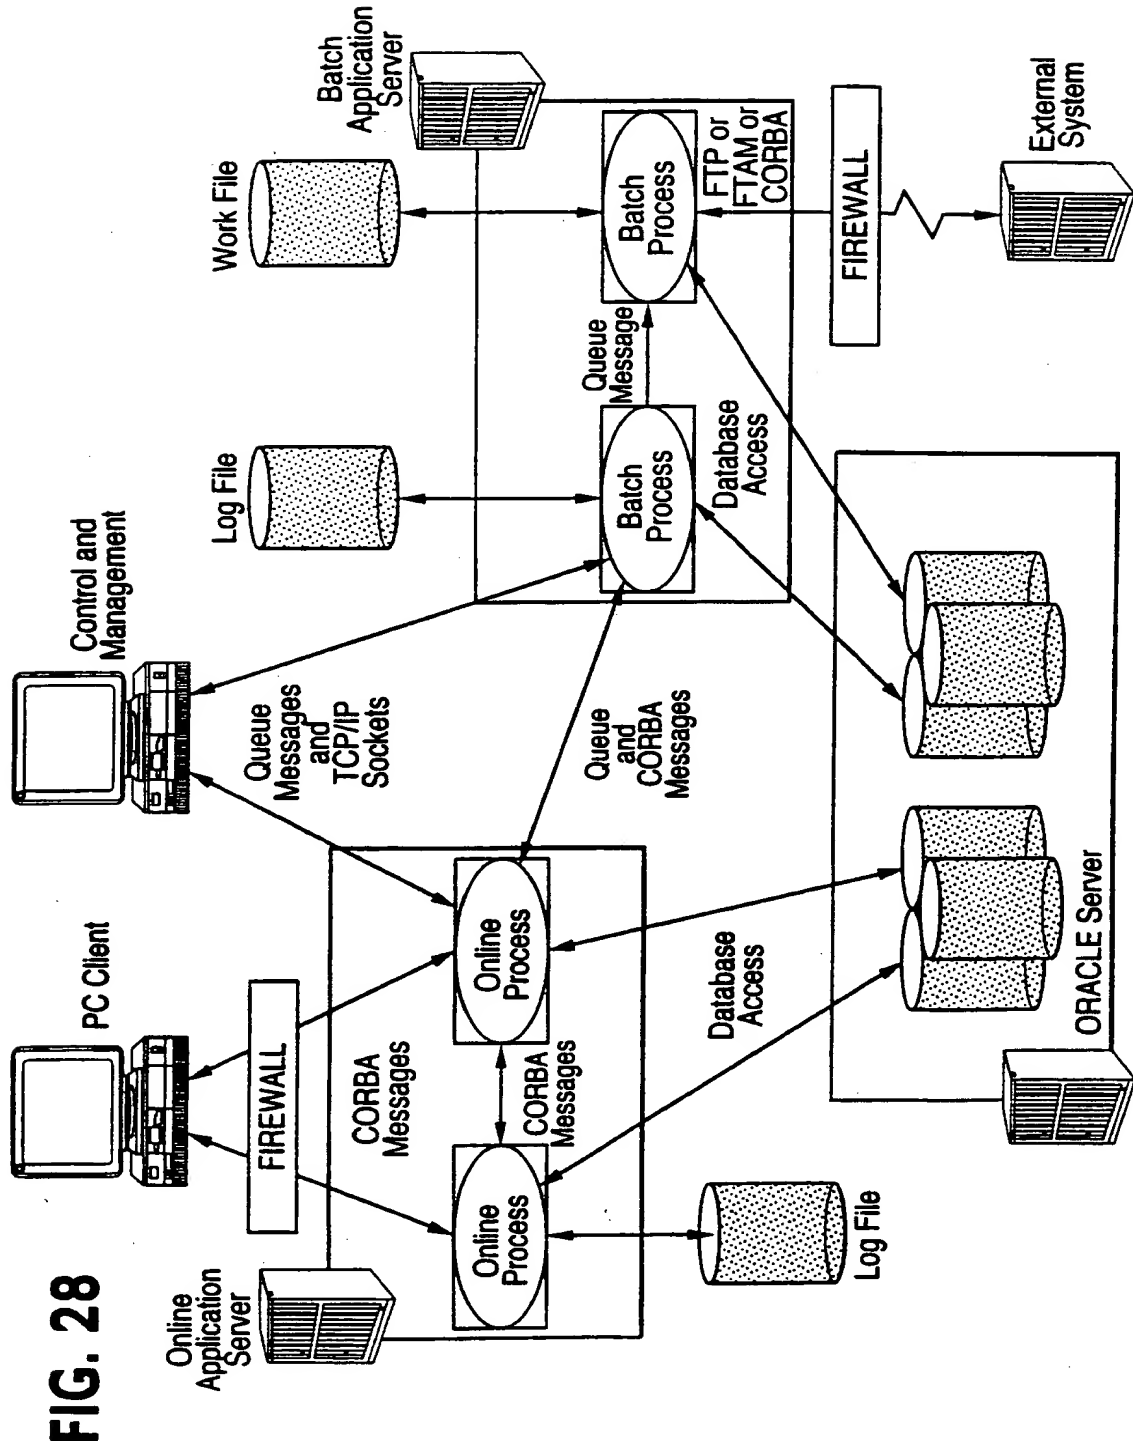 FIG. 28
PC Client
Control and
Management
Online
Application
Server
FIREWALL
CORBA
Messages
Online
Process
CORBA
Messages
Online
Process
Queue
Messages
and
TCP/IP
Sockets
Log File
Work File
Batch
Application
Server
Queue
and
CORBA
Messages
Batch
Process
Queue
Message
Batch
Process
FTP or
FTAM or
CORBA
Log File
Database
Access
Database
Access
FIREWALL
ORACLE Server
External
System